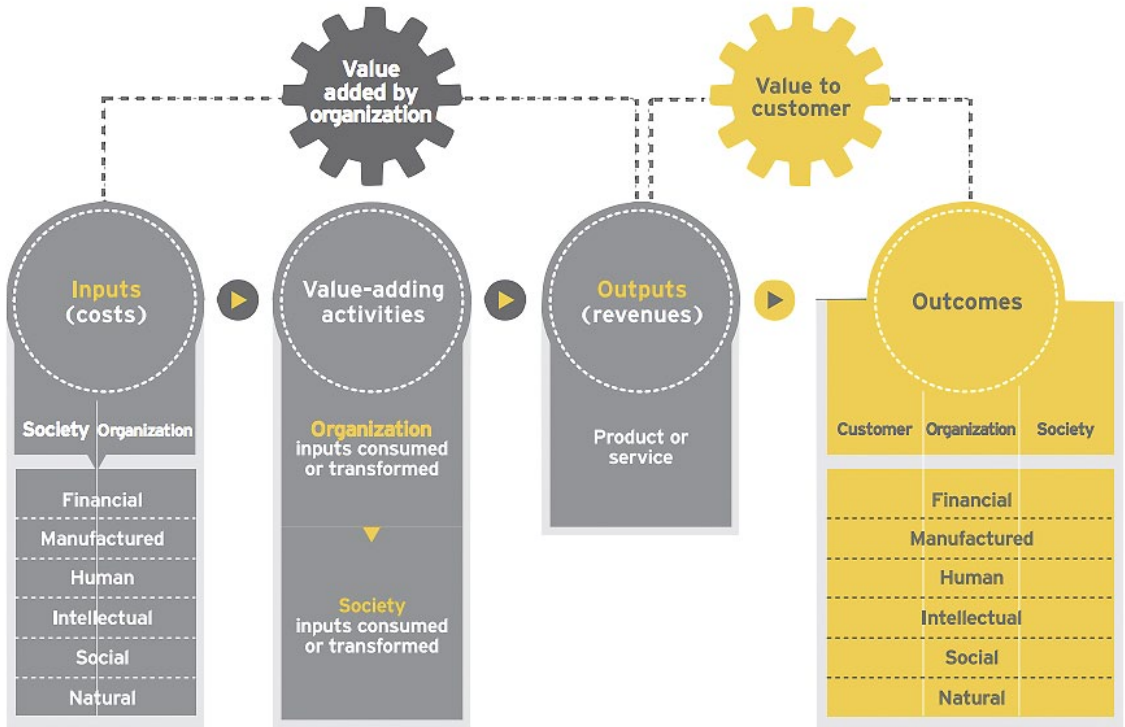 Value
added by
organization
Value to
customer
Inputs
(costs)
Society Organization
Financial
Manufactured
Human
Intellectual
Social
Natural
Value-adding
activities
Organization
inputs consumed
or transformed
Society
inputs consumed
or transformed
Outputs
(revenues)
Product or
service
Outcomes
Customer Organization Society
Financial
Manufactured
Human
Intellectual
Social
Natural